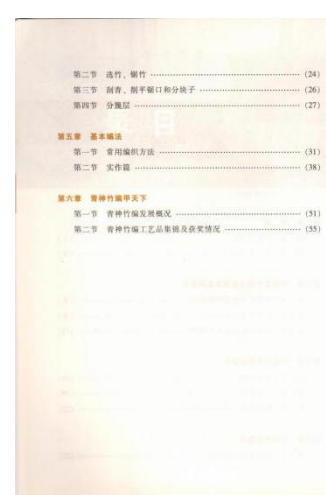 第二节 选竹、锯竹 …………………………………… (24)
第三节 刮青、削平锯口和分块子 ……………………… (26)
第四节 分篾层 ………………………………………… (27)
第五章 基本编法
第一节 常用编织方法 ………………………………… (31)
第二节 实作篇 ………………………………………… (38)
第六章 青神竹编甲天下
第一节 青神竹编发展概况 …………………………… (51)
第二节 青神竹编工艺品集锦及获奖情况 ……………… (55)